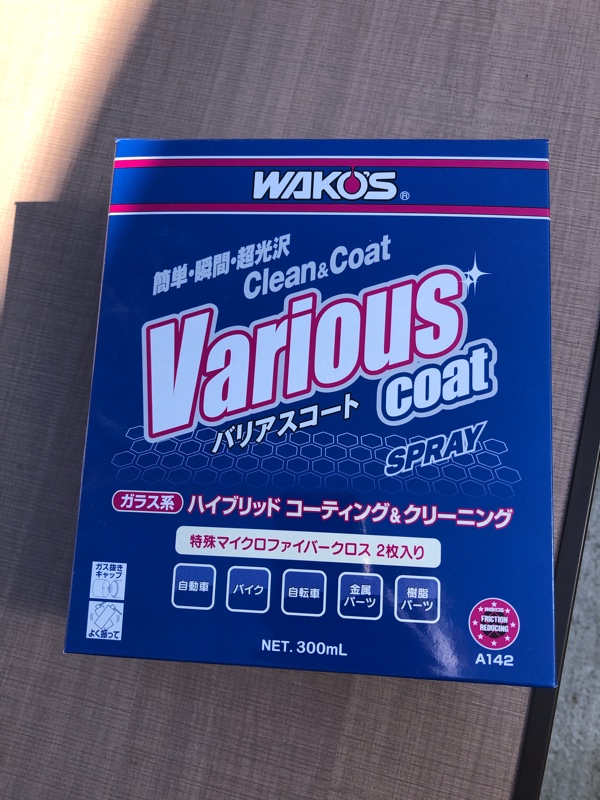 WAKO'S®
簡単・瞬間・超光沢
Clean&Coat
Various
coat
バリアスコート
SPRAY
ガラス系 ハイブリッド コーティング&クリーニング
特殊マイクロファイバークロス 2枚入り
ガス抜き
キャップ
自動車
バイク
自転車
金属
パーツ
樹脂
パーツ
よく振って
WAKO'S
FRICTION
REDUCING
NET. 300mL
A142